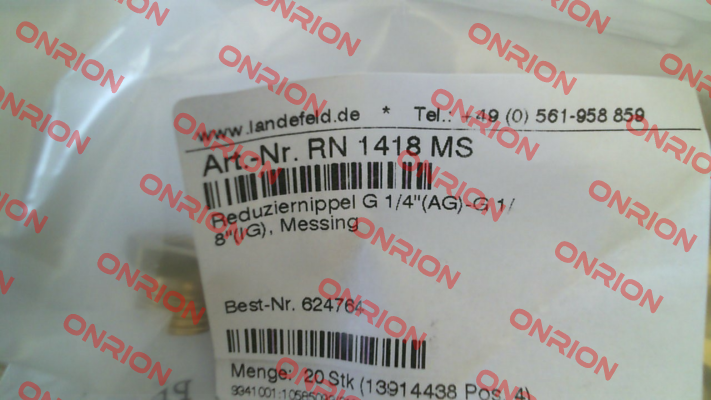 www.landefeld.de * Tel.: +49 (0) 561-958 859
Art.-Nr. RN 1418 MS
Reduziernippel G 1/4"(AG)-G 1/
8"(IG), Messing
Best-Nr. 624764
Menge: 20 Stk (13914438 Pos. 4)
ONRION